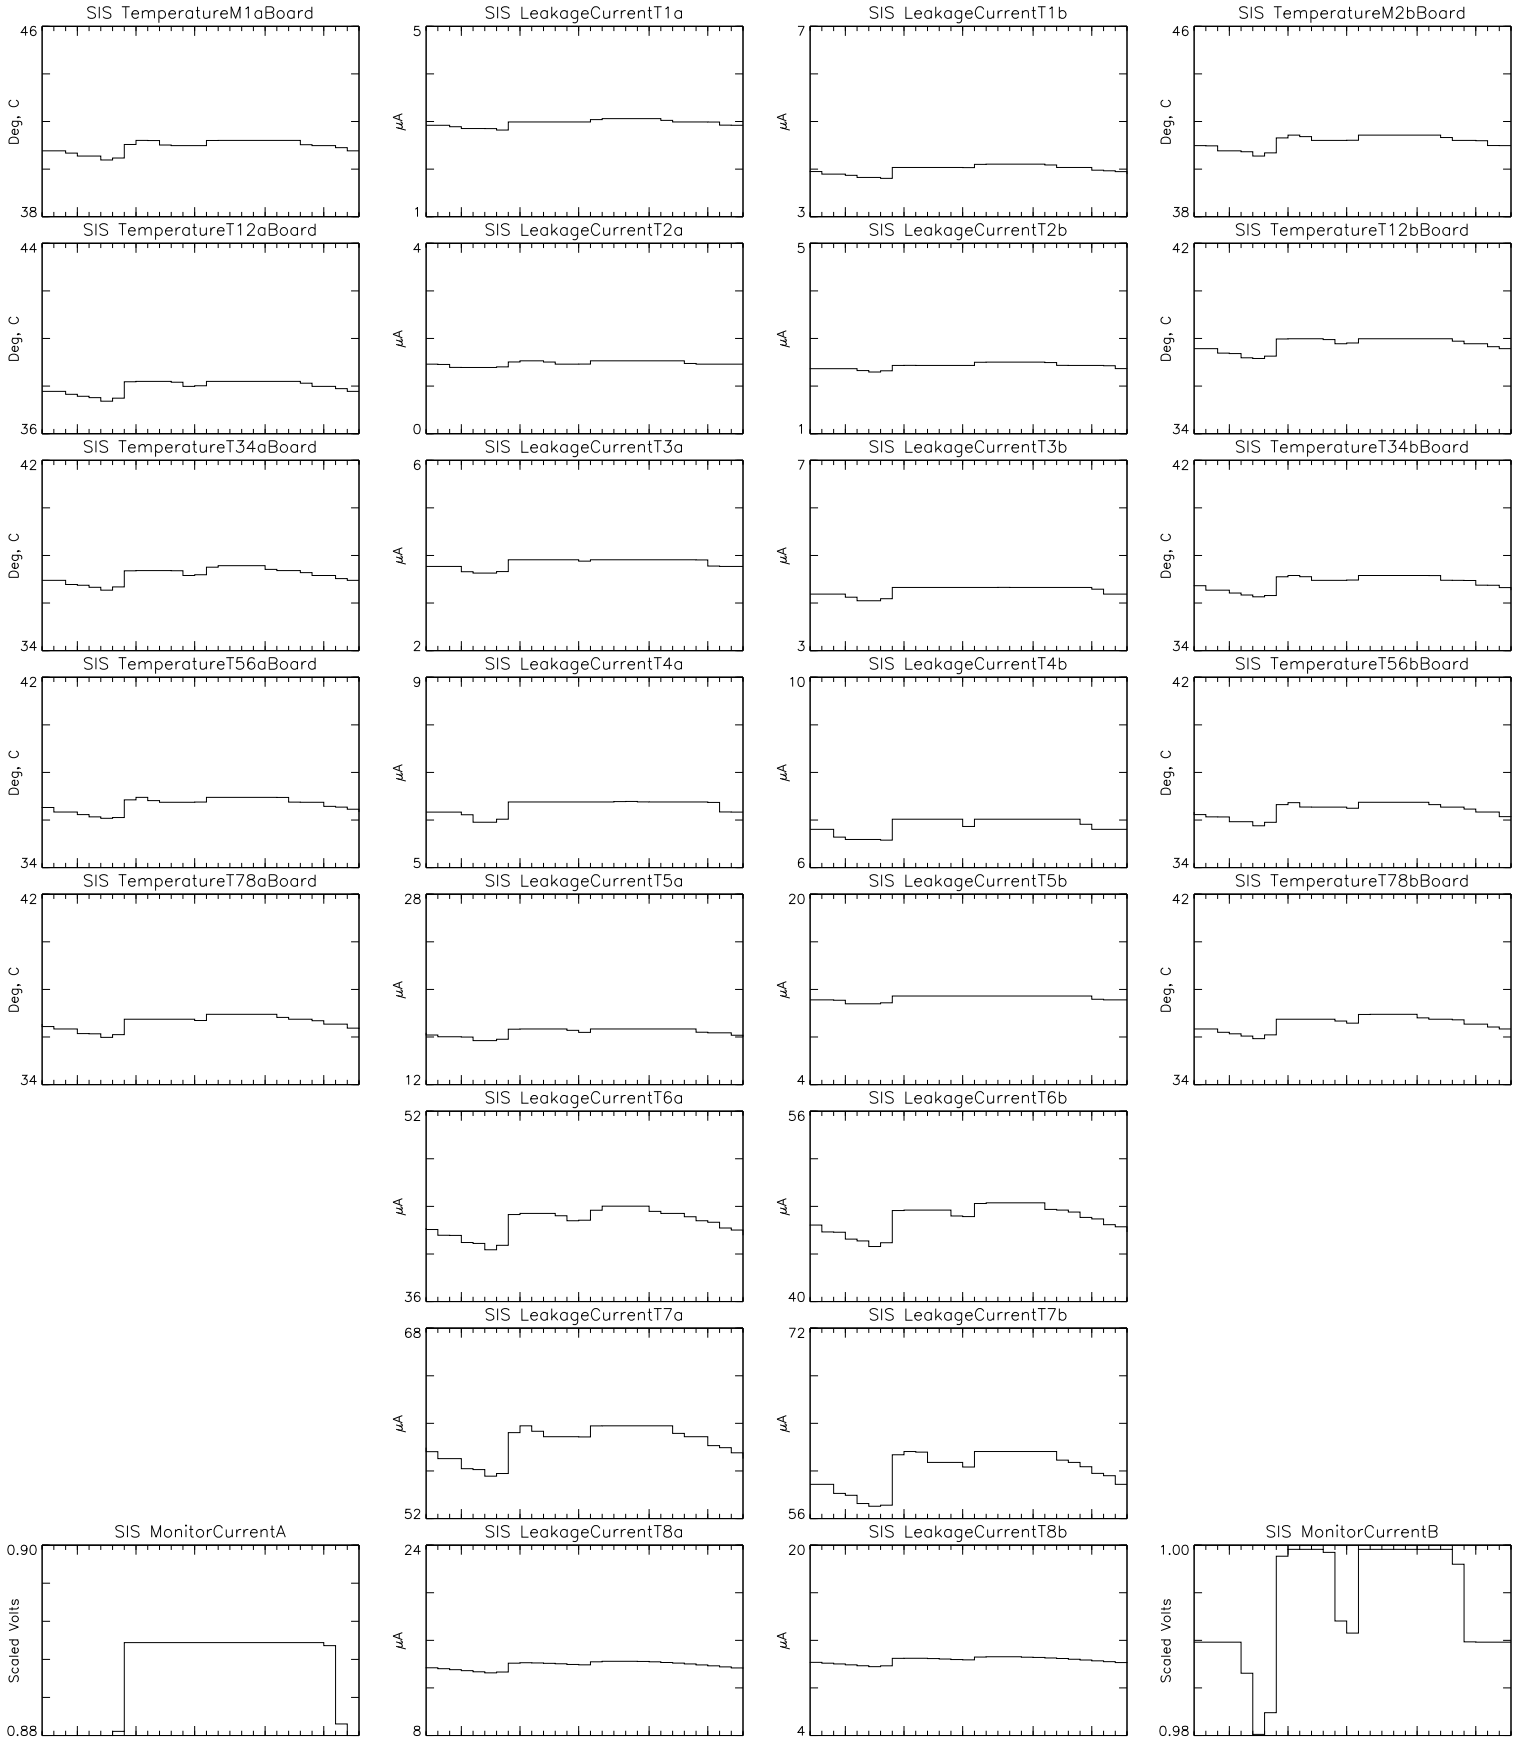 SIS TemperatureM1aBoard
46
Deg, C
38
SIS LeakageCurrentT1a
5
µA
1
SIS LeakageCurrentT1b
7
µA
3
SIS TemperatureM2bBoard
46
Deg, C
38
SIS TemperatureT12aBoard
44
Deg, C
36
SIS LeakageCurrentT2a
4
µA
0
SIS LeakageCurrentT2b
5
µA
1
SIS TemperatureT12bBoard
42
Deg, C
34
SIS TemperatureT34aBoard
42
Deg, C
34
SIS LeakageCurrentT3a
6
µA
2
SIS LeakageCurrentT3b
7
µA
3
SIS TemperatureT34bBoard
42
Deg, C
34
SIS TemperatureT56aBoard
42
Deg, C
34
SIS LeakageCurrentT4a
9
µA
5
SIS LeakageCurrentT4b
10
µA
6
SIS TemperatureT56bBoard
42
Deg, C
34
SIS TemperatureT78aBoard
42
Deg, C
34
SIS LeakageCurrentT5a
28
µA
12
SIS LeakageCurrentT5b
20
µA
4
SIS TemperatureT78bBoard
42
Deg, C
34
SIS LeakageCurrentT6a
52
µA
36
SIS LeakageCurrentT6b
56
µA
40
SIS LeakageCurrentT7a
68
µA
52
SIS LeakageCurrentT7b
72
µA
56
SIS MonitorCurrentA
0.90
Scaled Volts
0.88
SIS LeakageCurrentT8a
24
µA
8
SIS LeakageCurrentT8b
20
µA
4
SIS MonitorCurrentB
1.00
Scaled Volts
0.98